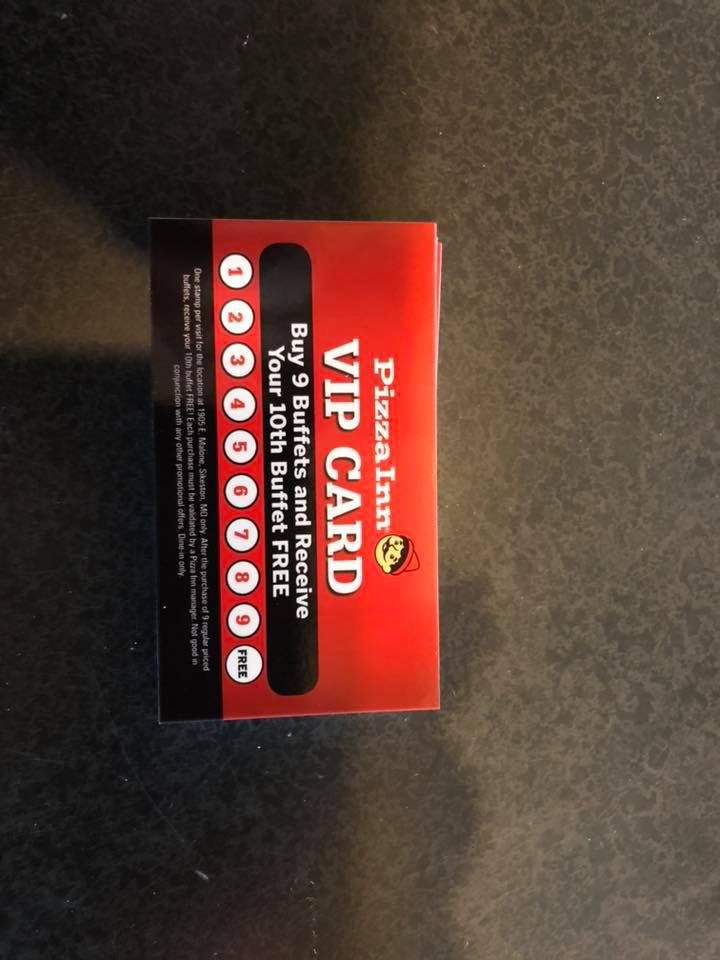 Pizza Inn
VIP CARD
Buy 9 Buffets and Receive
Your 10th Buffet FREE
1 2 3 4 5 6 7 8 9 FREE
One stamp per visit for the location at 1905 E. Malone, Sikeston, MO only. After the purchase of 9 regular priced
buffets, receive your 10th buffet FREE! Each purchase must be validated by a Pizza Inn manager. Not good in
conjunction with any other promotional offers. Dine-in only.